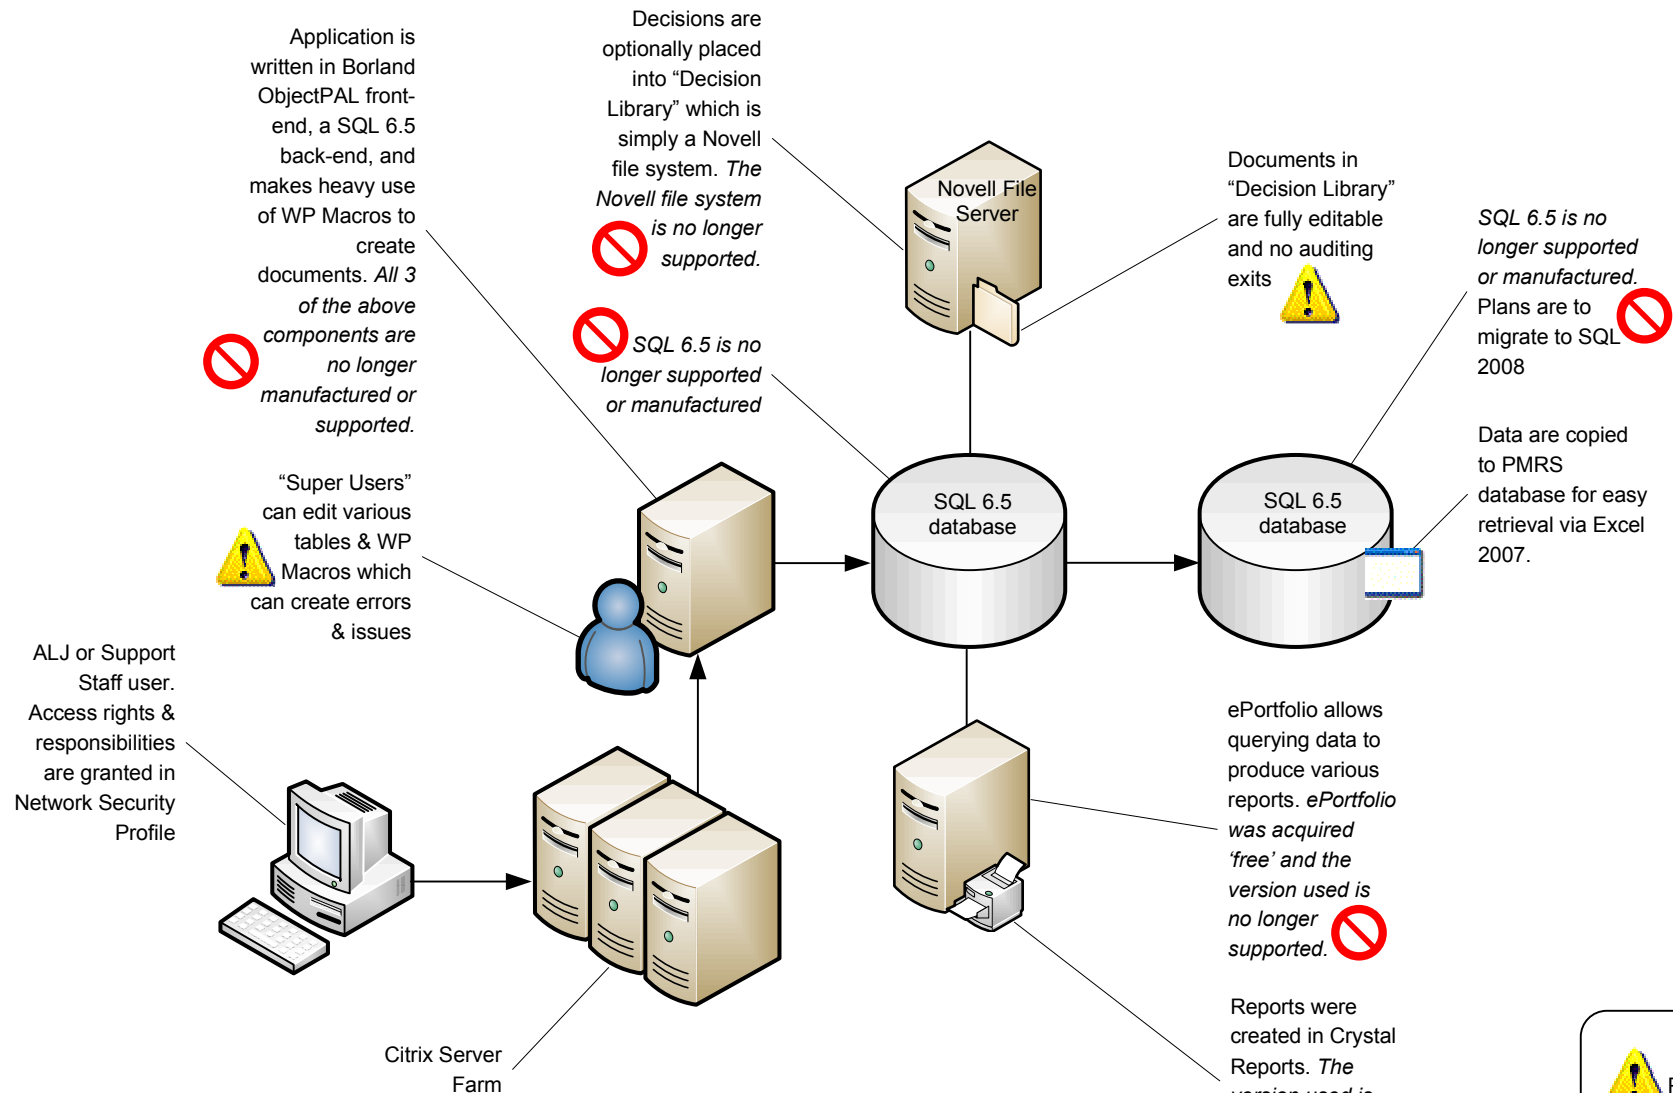 Application is
written in Borland
ObjectPAL front-
end, a SQL 6.5
back-end, and
makes heavy use
of WP Macros to
create
documents. All 3
of the above
components are
no longer
manufactured or
supported.
Decisions are
optionally placed
into “Decision
Library” which is
simply a Novell
file system. The
Novell file system
is no longer
supported.
Novell File
Server
Documents in
“Decision Library”
are fully editable
and no auditing
exits
SQL 6.5 is no
longer supported
or manufactured.
Plans are to
migrate to SQL
2008
SQL 6.5 is no
longer supported
or manufactured
Data are copied
to PMRS
database for easy
retrieval via Excel
2007.
“Super Users”
can edit various
tables & WP
Macros which
can create errors
& issues
SQL 6.5
database
SQL 6.5
database
ALJ or Support
Staff user.
Access rights &
responsibilities
are granted in
Network Security
Profile
ePortfolio allows
querying data to
produce various
reports. ePortfolio
was acquired
‘free’ and the
version used is
no longer
supported.
Citrix Server
Farm
Reports were
created in Crystal
Reports. The
version used is